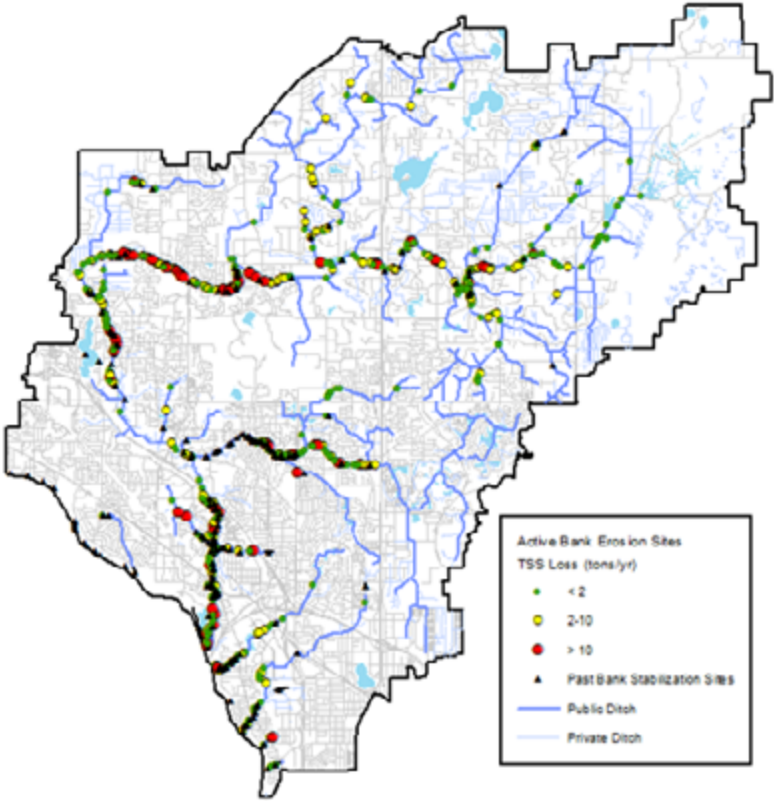 Active Bank Erosion Sites
TSS Loss (tons/yr)
< 2
2-10
> 10
Past Bank Stabilization Sites
Public Ditch
Private Ditch